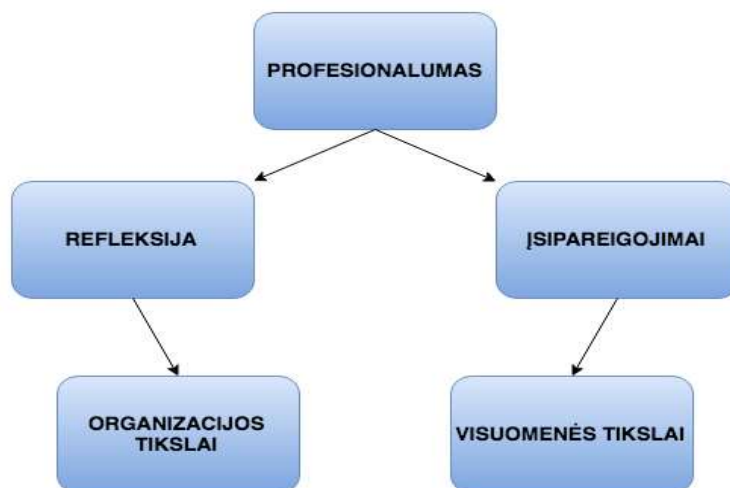 PROFESIONALUMAS
REFLEKSIJA
ĮSIPAREIGOJIMAI
ORGANIZACIJOS
TIKSLAI
VISUOMENĖS TIKSLAI